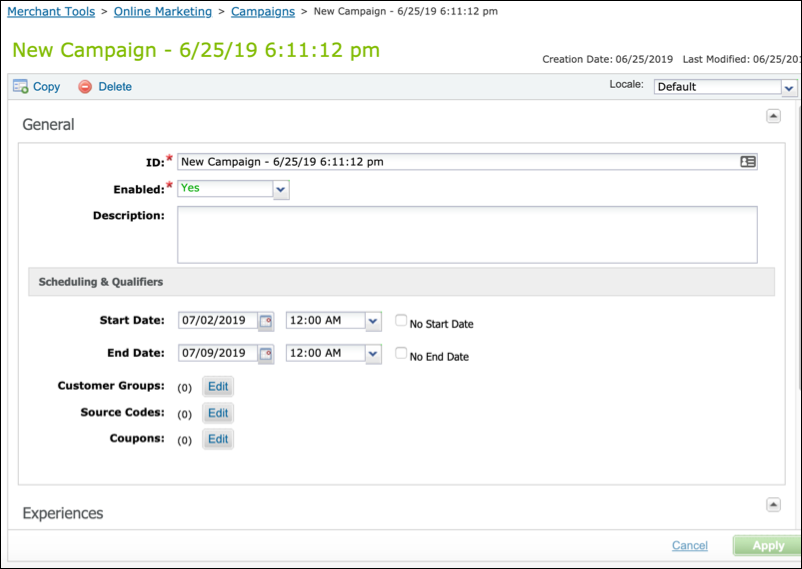 Merchant Tools > Online Marketing > Campaigns > New Campaign - 6/25/19 6:11:12 pm
New Campaign - 6/25/19 6:11:12 pm
Creation Date: 06/25/2019 Last Modified: 06/25/201
Copy Delete Locale: Default
General
ID:* New Campaign - 6/25/19 6:11:12 pm
Enabled:* Yes
Description:
Scheduling & Qualifiers
Start Date: 07/02/2019 12:00 AM No Start Date
End Date: 07/09/2019 12:00 AM No End Date
Customer Groups: (0) Edit
Source Codes: (0) Edit
Coupons: (0) Edit
Experiences
Cancel Apply